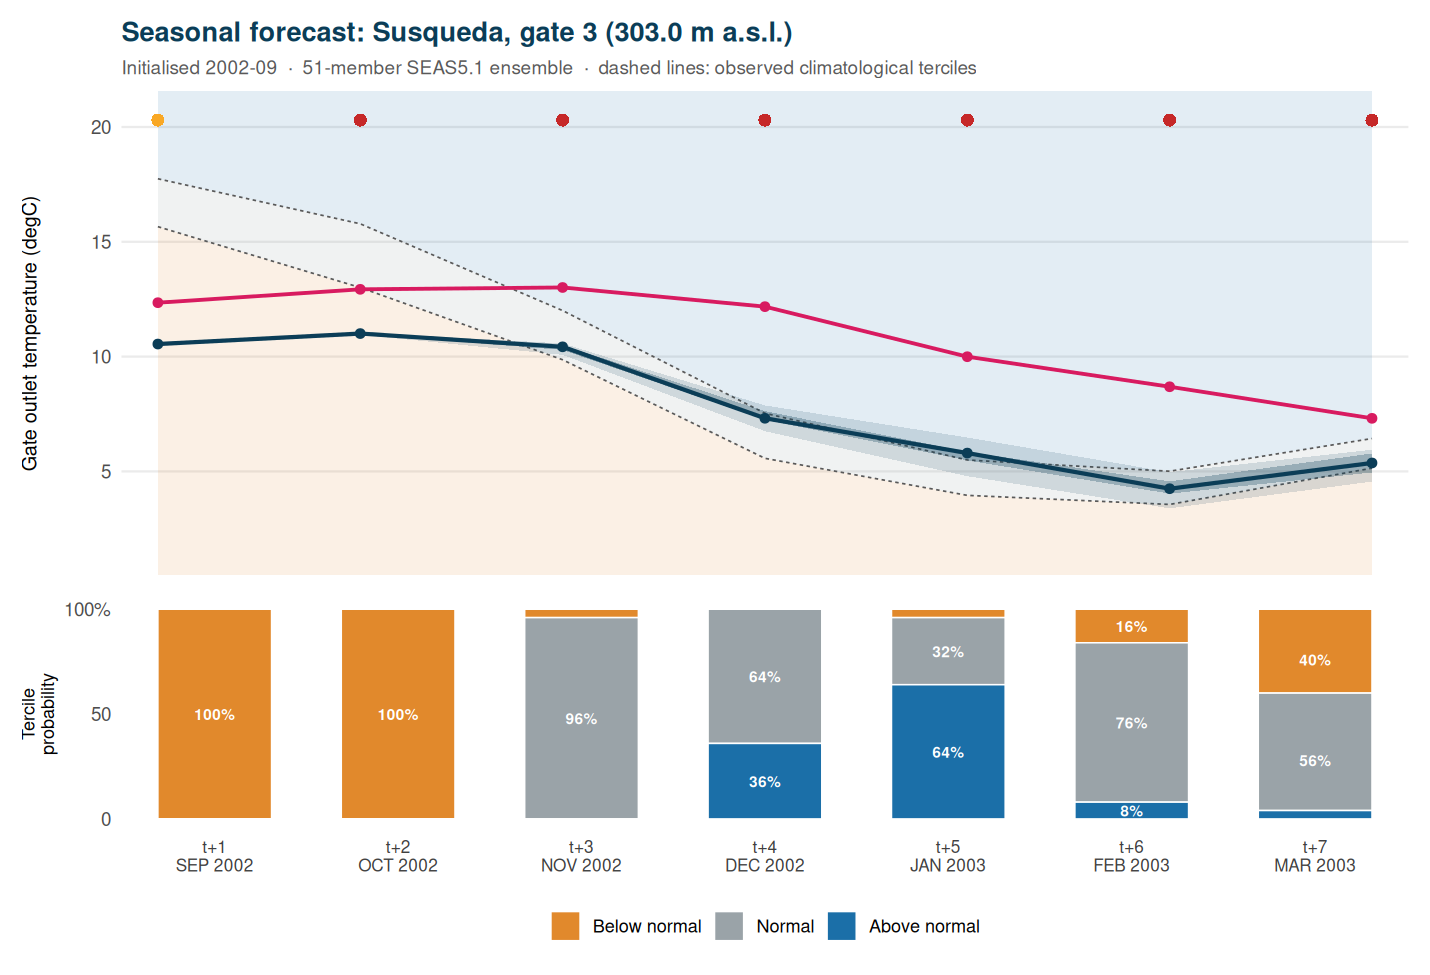 Seasonal forecast: Susqueda, gate 3 (303.0 m a.s.l.)
Initialised 2002-09 · 51-member SEAS5.1 ensemble · dashed lines: observed climatological terciles
Gate outlet temperature (degC)
20
15
10
5
Tercile
probability
100%
50
0
100%
100%
96%
64%
36%
32%
64%
16%
76%
8%
40%
56%
t+1
SEP 2002
t+2
OCT 2002
t+3
NOV 2002
t+4
DEC 2002
t+5
JAN 2003
t+6
FEB 2003
t+7
MAR 2003
Below normal
Normal
Above normal